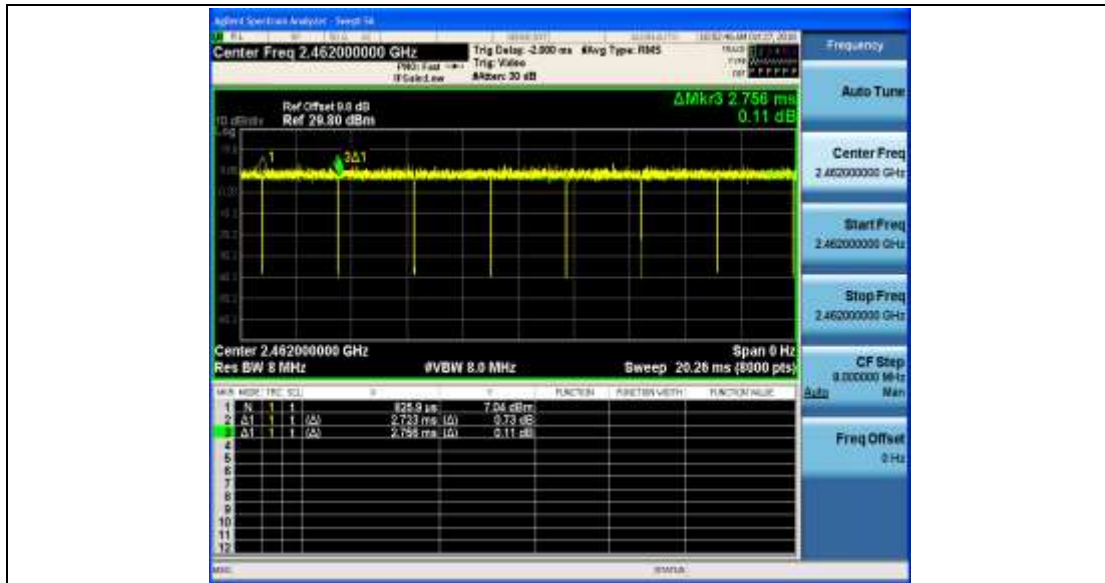 Agilent Spectrum Analyzer - Swept SA
Center Freq 2.462000000 GHz
PNO: Fast
IFGain:Low
Trig Delay: -2.000 ms
Trig: Video
#Atten: 30 dB
#Avg Type: RMS
TRACE
TYPE
DET P P P P P P
Ref Offset 9.8 dB
Ref 29.80 dBm
10 dB/div
Log
ΔMkr3 2.756 ms
0.11 dB
1
3Δ1
Center 2.462000000 GHz
Span 0 Hz
Res BW 8 MHz
#VBW 8.0 MHz
Sweep 20.26 ms (8000 pts)
MKR MODE TRC SCL X Y FUNCTION FUNCTION WIDTH FUNCTION VALUE
1 N 1 t 825.9 µs 7.04 dBm
2 Δ1 1 t (Δ) 2.723 ms (Δ) 0.73 dB
3 Δ1 1 t (Δ) 2.756 ms (Δ) 0.11 dB
4
5
6
7
8
9
10
11
12
MSG
STATUS
Frequency
Auto Tune
Center Freq
2.462000000 GHz
Start Freq
2.462000000 GHz
Stop Freq
2.462000000 GHz
CF Step
8.000000 MHz
Auto Man
Freq Offset
0 Hz